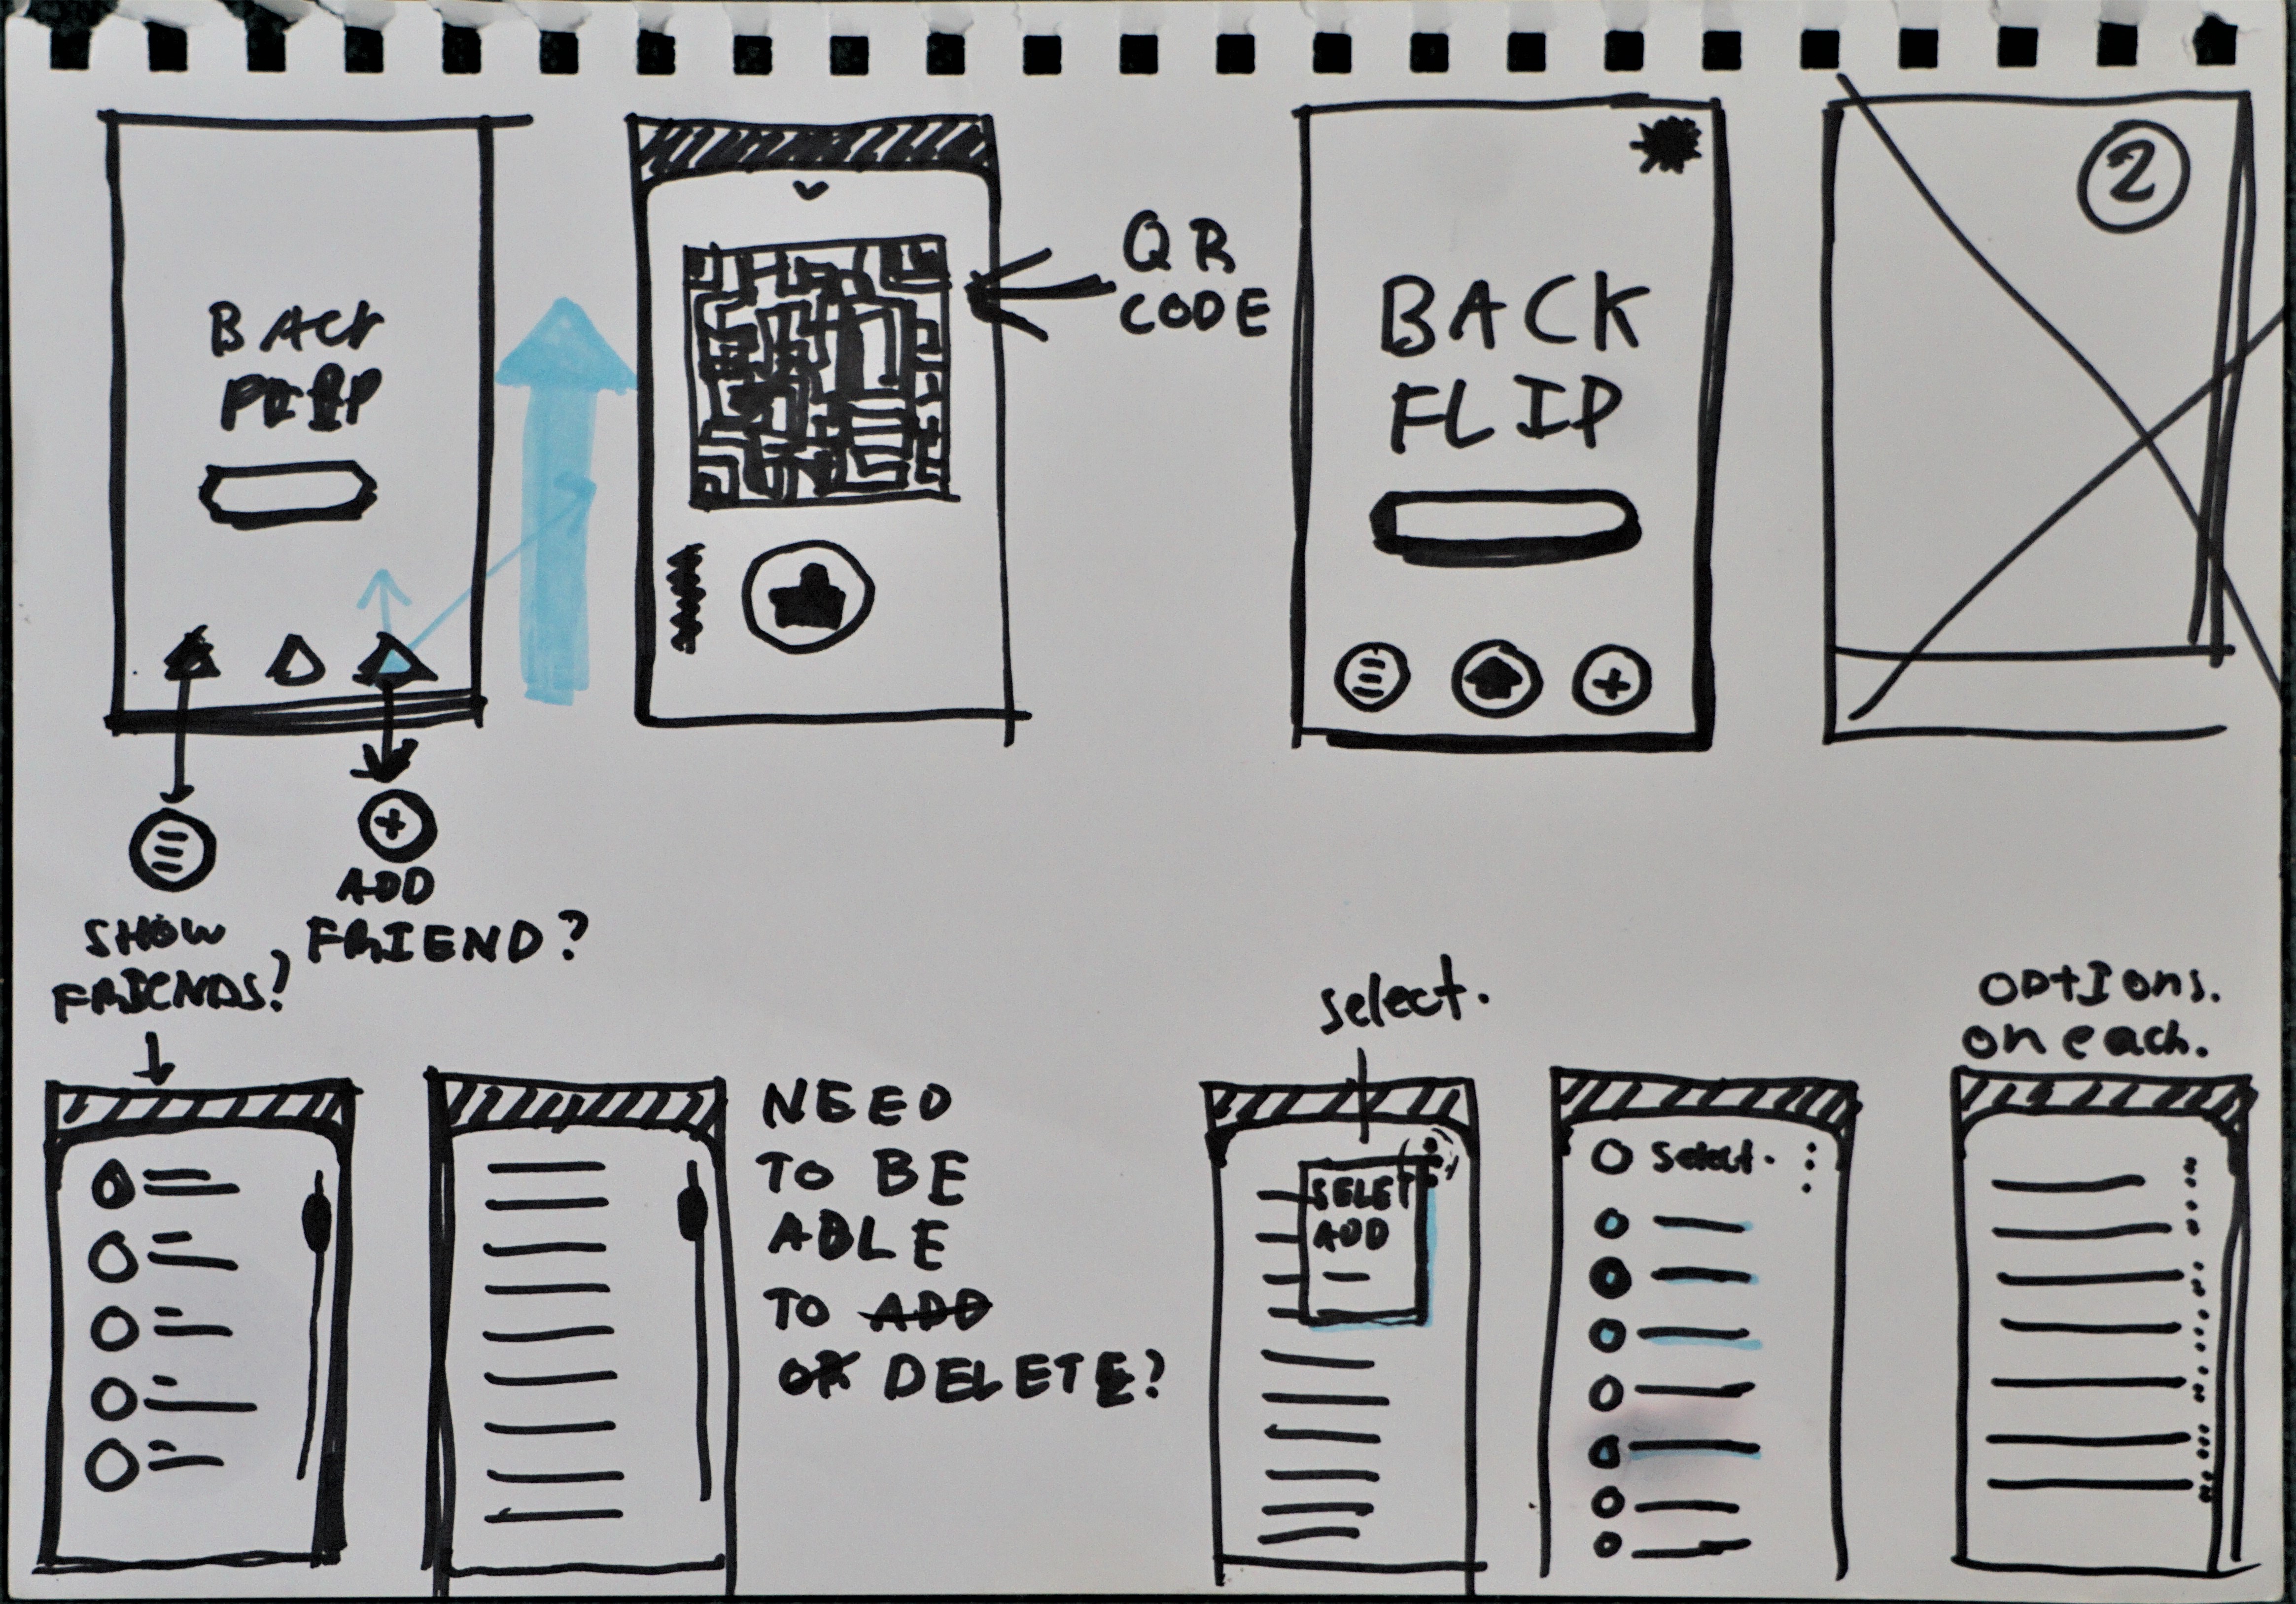 BACK
FLIP
QR
CODE
BACK
FLIP
2
ADD
FRIEND?
SHOW
FRIENDS?
select.
OPTIONS.
on each.
NEED
TO BE
ABLE
TO ADD
OR DELETE?
SELET
ADD
Select.